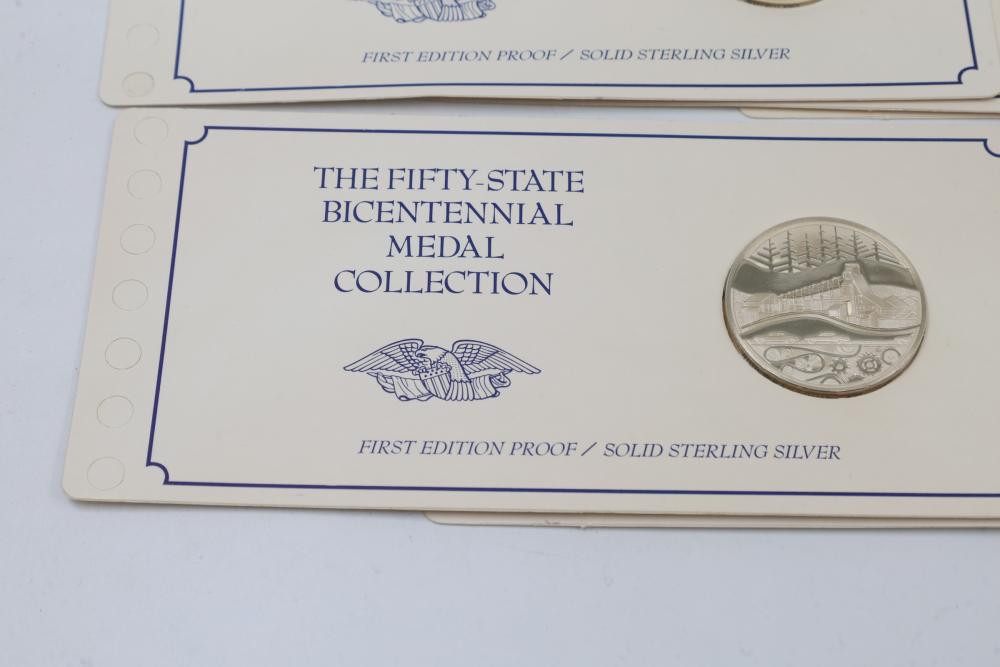 FIRST EDITION PROOF / SOLID STERLING SILVER
THE FIFTY-STATE
BICENTENNIAL
MEDAL
COLLECTION
FIRST EDITION PROOF / SOLID STERLING SILVER